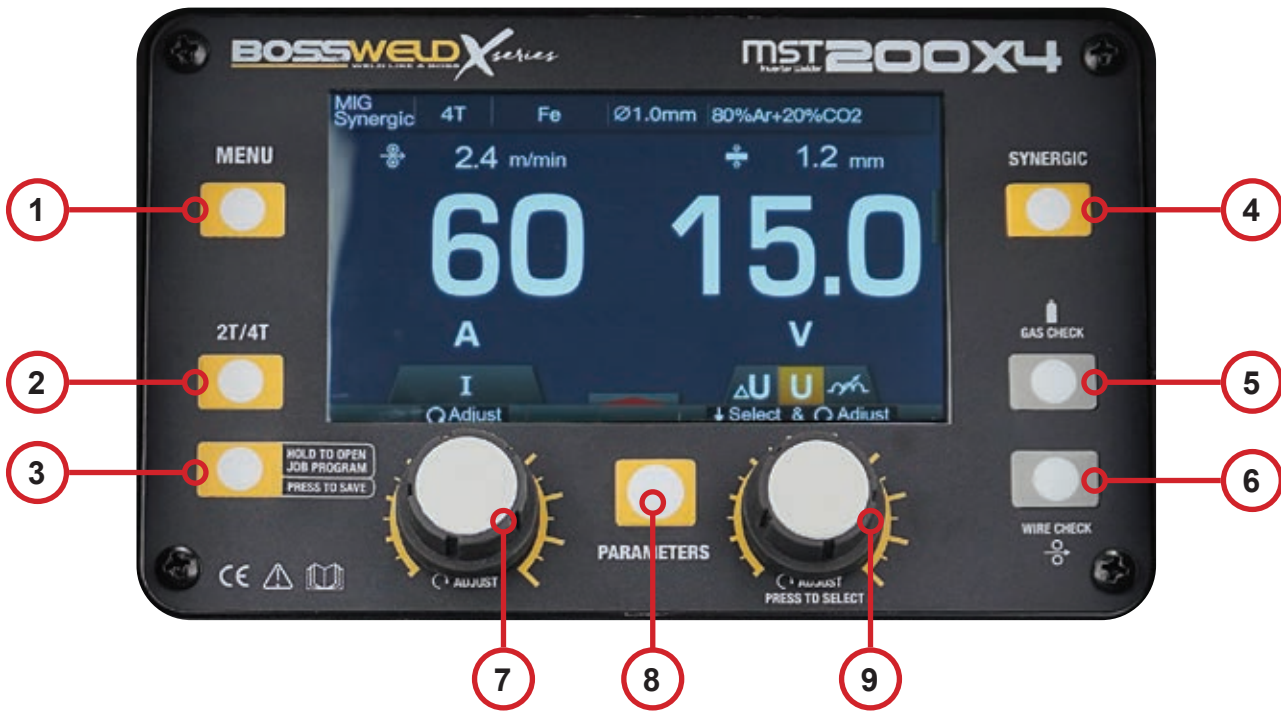 BOSSWELD X series
WELD LIKE A BOSS
MST 200X4
Inverter Welder
MIG Synergic 4T Fe Ø1.0mm 80%Ar+20%CO2
2.4 m/min 1.2 mm
60 15.0
A V
I
△U U
Adjust
Select & Adjust
MENU
2T/4T
HOLD TO OPEN
JOB PROGRAM
PRESS TO SAVE
SYNERGIC
GAS CHECK
WIRE CHECK
ADJUST
PARAMETERS
ADJUST
PRESS TO SELECT
CE
1
2
3
4
5
6
7
8
9